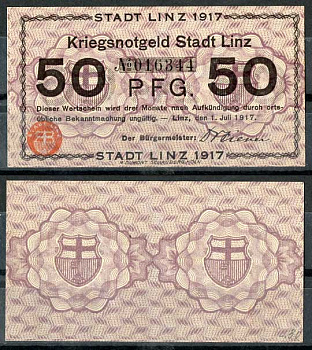 STADT LINZ 1917
Kriegsnotgeld Stadt Linz
50 № 016344 50
PFG.
Dieser Wertschein wird drei Monate nach Aufkündigung durch orts-
übliche Bekanntmachung ungültig. — Linz, den 1. Juli 1917.
Der Bürgermeister:
STADT LINZ 1917